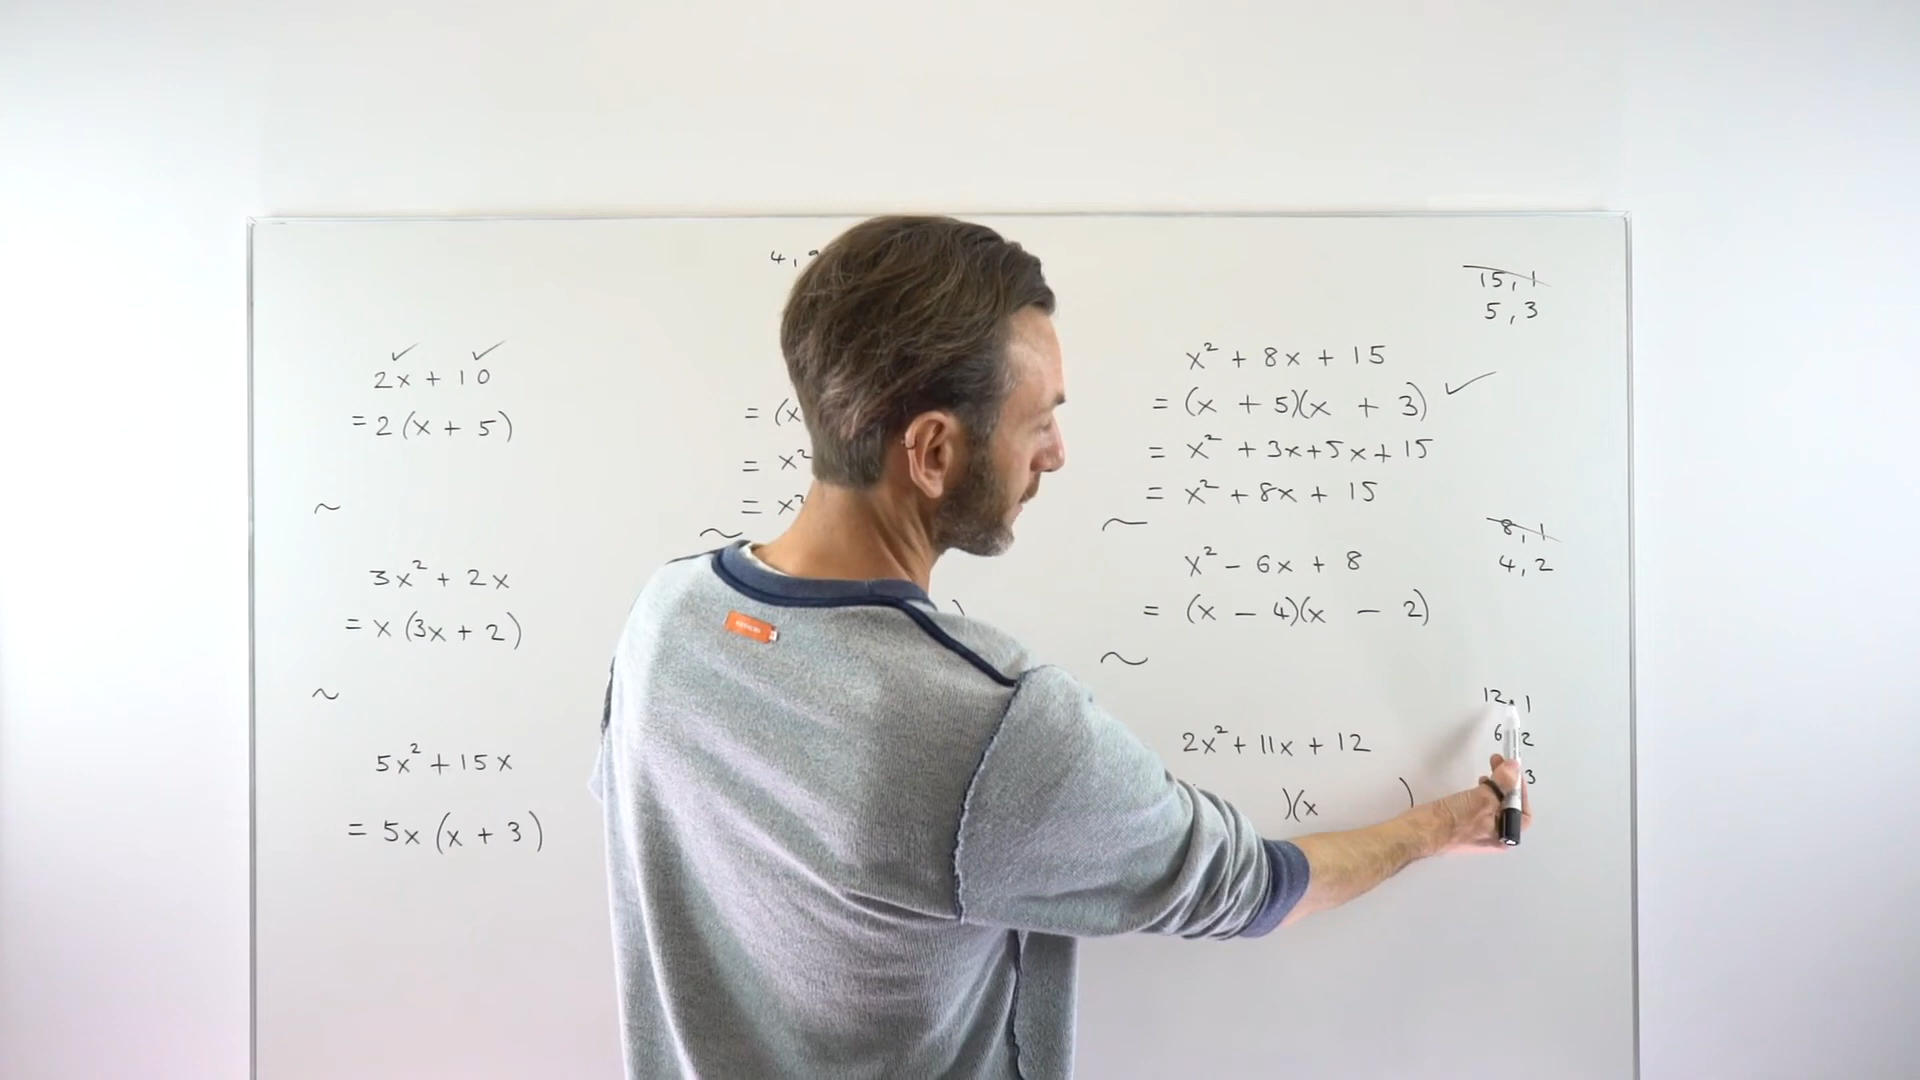 2x + 10
= 2(x + 5)
~
3x² + 2x
= x(3x + 2)
~
5x² + 15x
= 5x(x + 3)
4,
= (x
= x²
= x²
~
)
15, 1
5, 3
x² + 8x + 15
= (x + 5)(x + 3)
= x² + 3x + 5x + 15
= x² + 8x + 15
~
8, 1
4, 2
x² - 6x + 8
= (x - 4)(x - 2)
~
12, 1
6 2
3
2x² + 11x + 12
)(x )